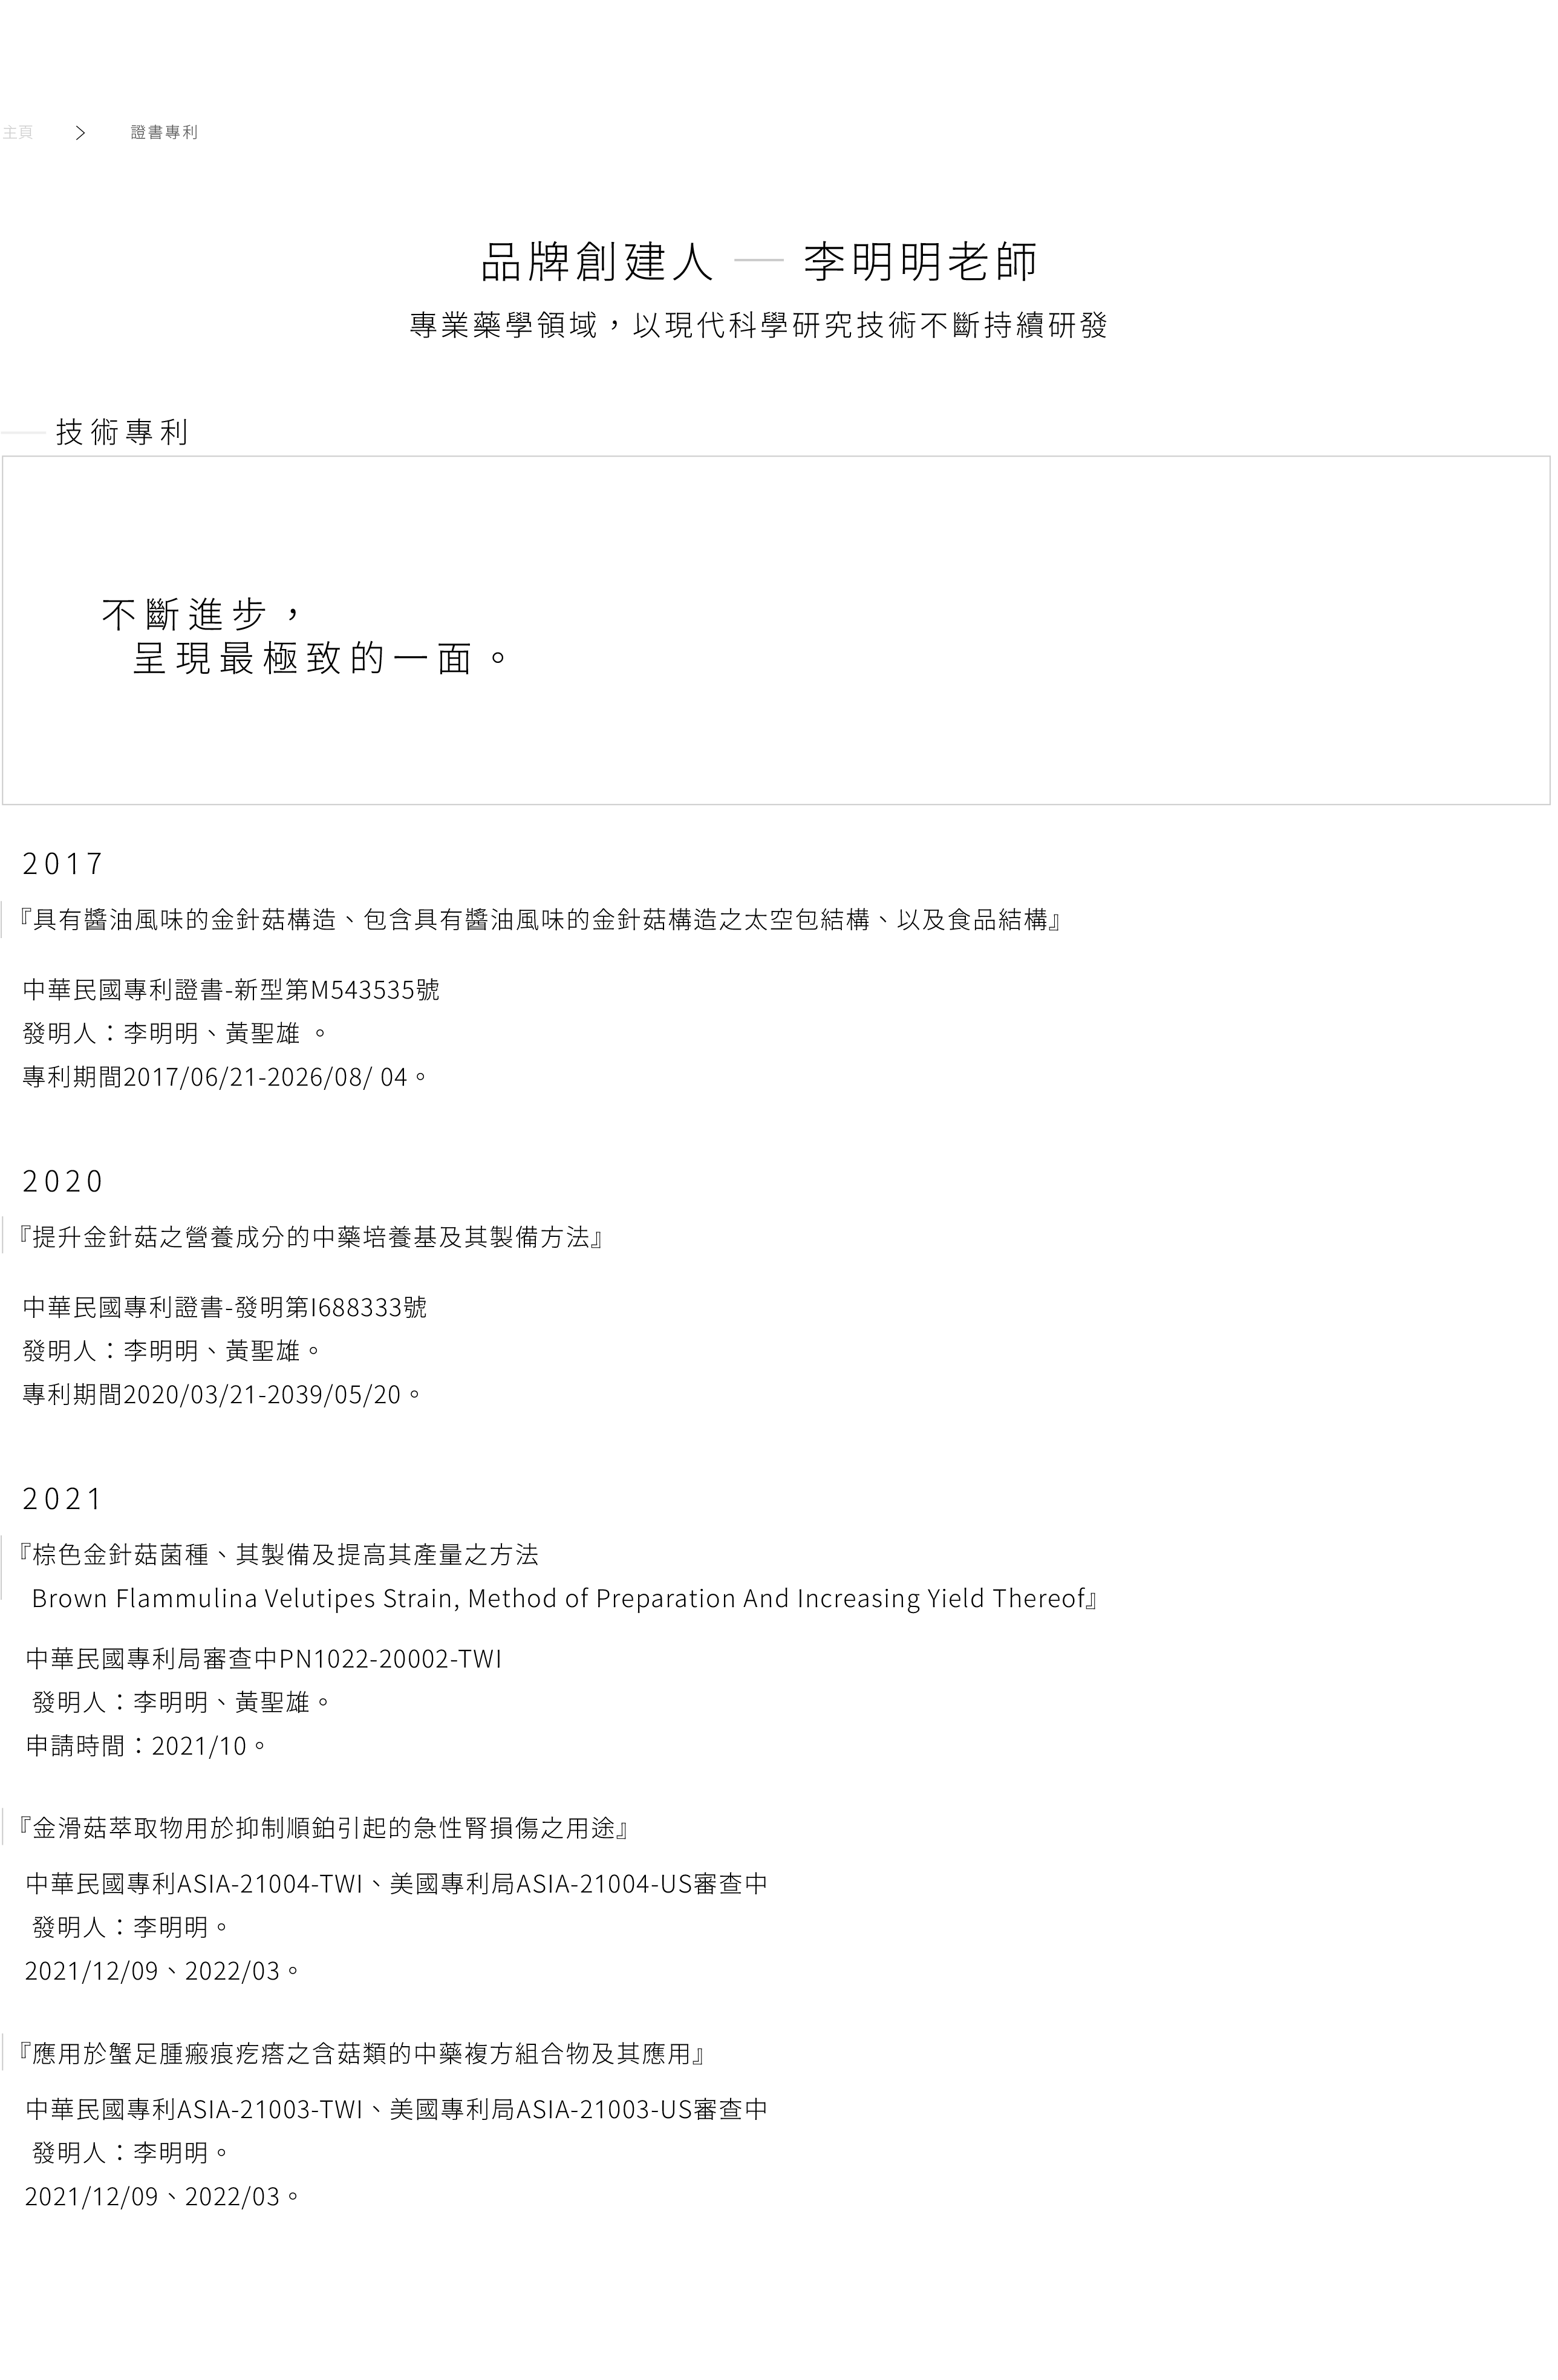 主頁 > 證書專利
品牌創建人 — 李明明老師
專業藥學領域，以現代科學研究技術不斷持續研發
技術專利
不斷進步，
呈現最極致的一面。
2017
『具有醬油風味的金針菇構造、包含具有醬油風味的金針菇構造之太空包結構、以及食品結構』
中華民國專利證書-新型第M543535號
發明人：李明明、黃聖雄 。
專利期間2017/06/21-2026/08/ 04。
2020
『提升金針菇之營養成分的中藥培養基及其製備方法』
中華民國專利證書-發明第I688333號
發明人：李明明、黃聖雄。
專利期間2020/03/21-2039/05/20。
2021
『棕色金針菇菌種、其製備及提高其產量之方法
Brown Flammulina Velutipes Strain, Method of Preparation And Increasing Yield Thereof』
中華民國專利局審查中PN1022-20002-TWI
發明人：李明明、黃聖雄。
申請時間：2021/10。
『金滑菇萃取物用於抑制順鉑引起的急性腎損傷之用途』
中華民國專利ASIA-21004-TWI、美國專利局ASIA-21004-US審查中
發明人：李明明。
2021/12/09、2022/03。
『應用於蟹足腫瘢痕疙瘩之含菇類的中藥複方組合物及其應用』
中華民國專利ASIA-21003-TWI、美國專利局ASIA-21003-US審查中
發明人：李明明。
2021/12/09、2022/03。